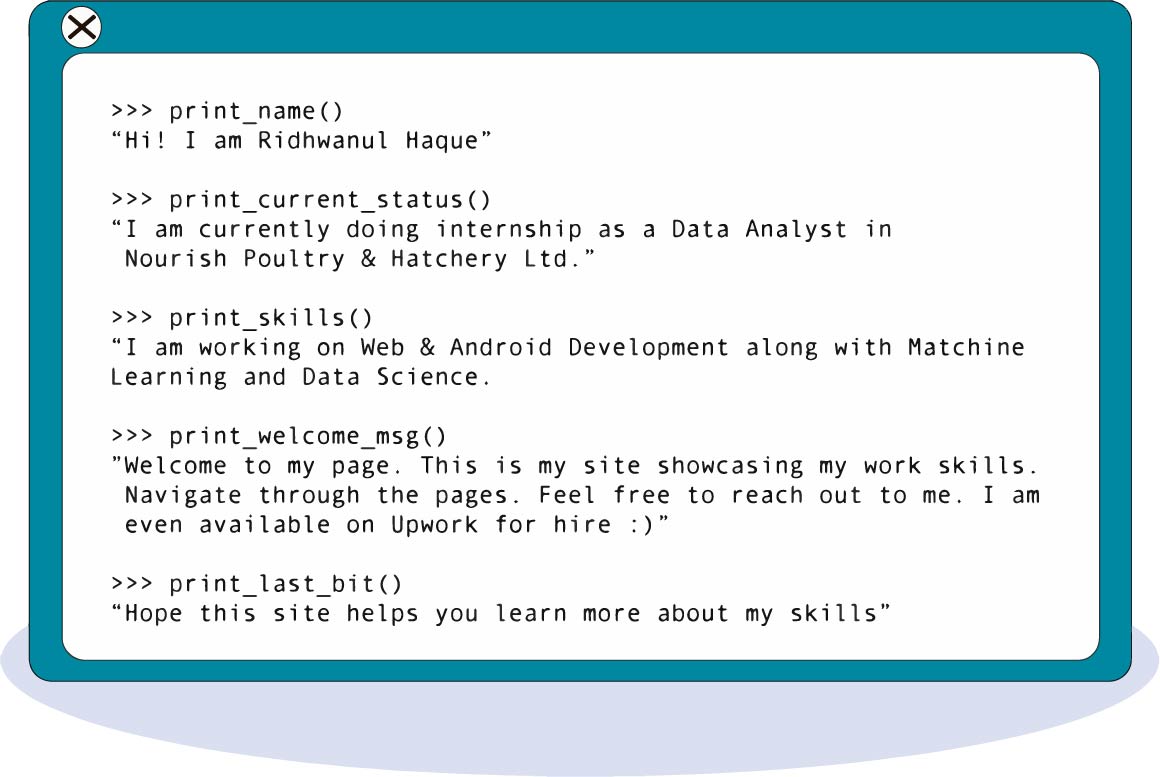 >>> print_name()
“Hi! I am Ridhwanul Haque”
>>> print_current_status()
“I am currently doing internship as a Data Analyst in
Nourish Poultry & Hatchery Ltd.”
>>> print_skills()
“I am working on Web & Android Development along with Matchine
Learning and Data Science.
>>> print_welcome_msg()
”Welcome to my page. This is my site showcasing my work skills.
Navigate through the pages. Feel free to reach out to me. I am
even available on Upwork for hire :)”
>>> print_last_bit()
“Hope this site helps you learn more about my skills”